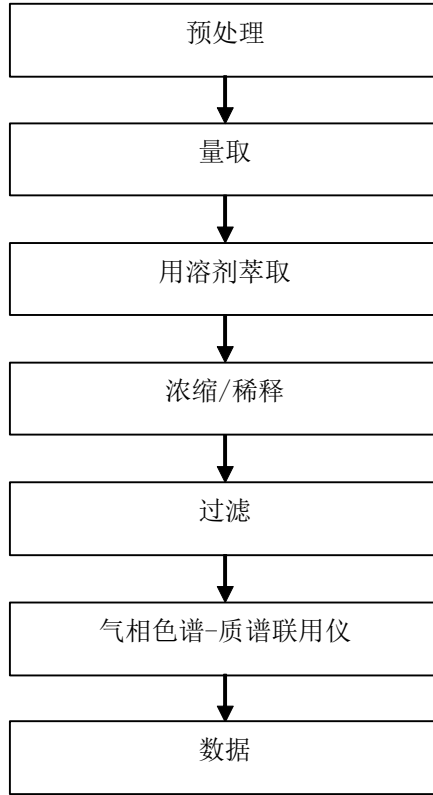 预处理
量取
用溶剂萃取
浓缩/稀释
过滤
气相色谱-质谱联用仪
数据